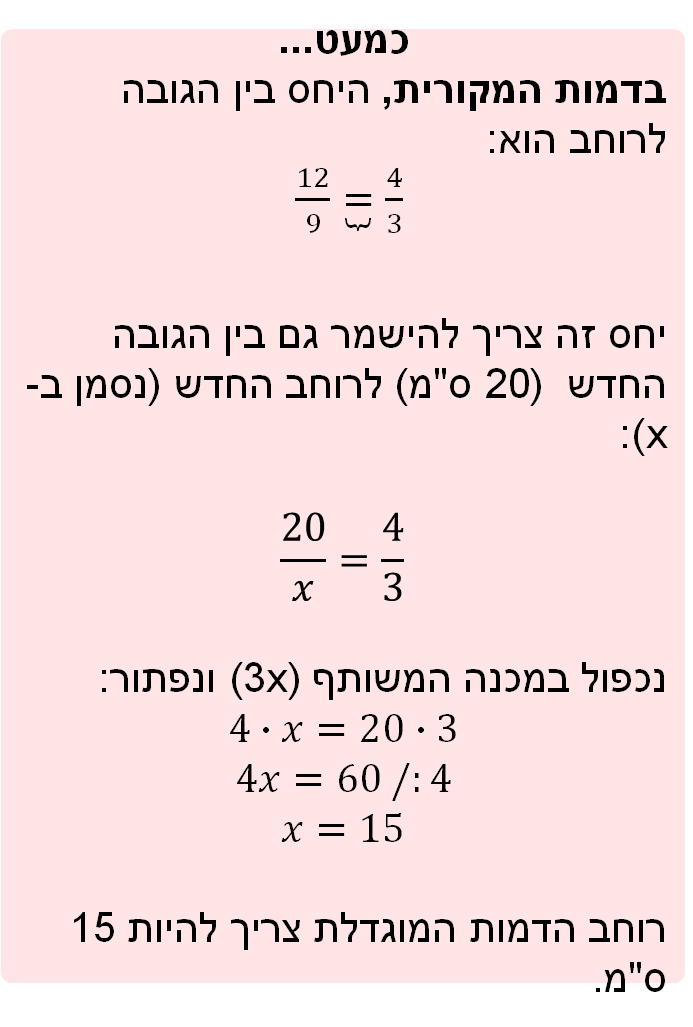 כמעט...
בדמות המקורית, היחס בין הגובה
לרוחב הוא:
12/9 = 4/3
יחס זה צריך להישמר גם בין הגובה
החדש (20 ס"מ) לרוחב החדש (נסמן ב-
x):
20/x = 4/3
נכפול במכנה המשותף (3x) ונפתור:
4 · x = 20 · 3
4x = 60 /: 4
x = 15
רוחב הדמות המוגדלת צריך להיות 15
ס"מ.